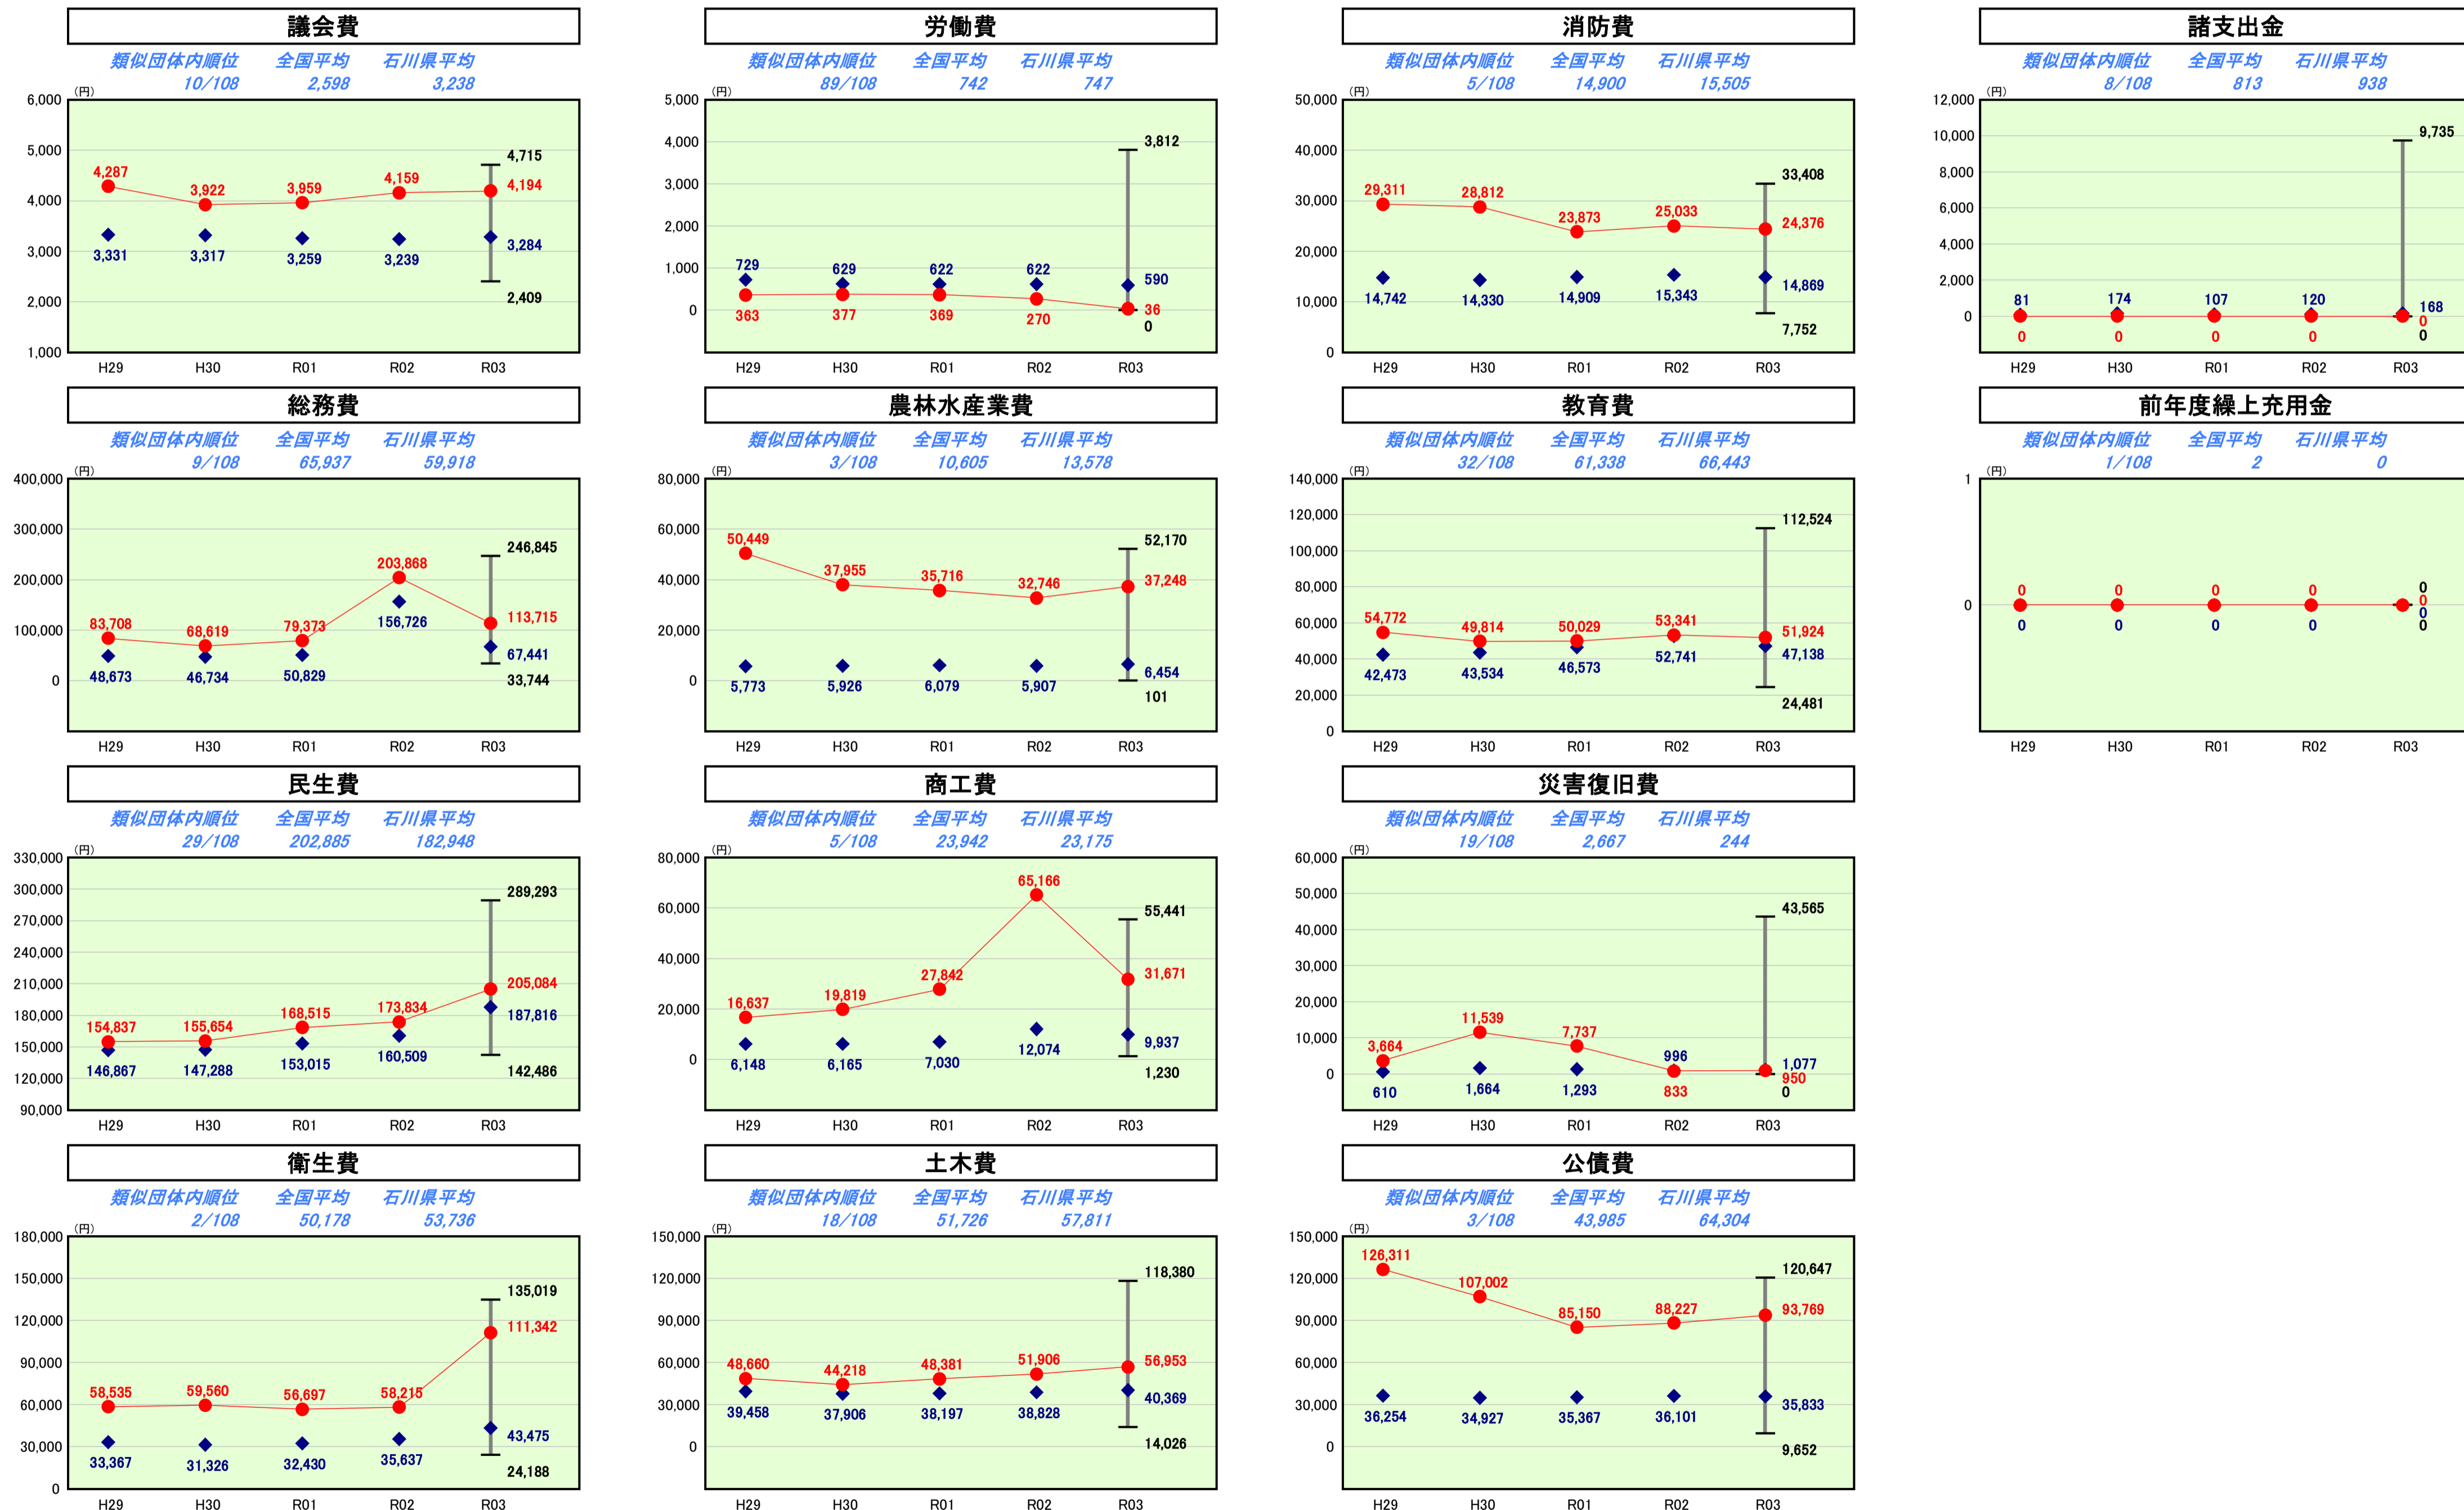 議会費
類似団体内順位 全国平均 石川県平均
10/108 2,598 3,238
(円)
6,000
5,000
4,000
3,000
2,000
1,000
4,287 3,922 3,959 4,159 4,194
3,331 3,317 3,259 3,239 3,284
4,715
2,409
H29 H30 R01 R02 R03
労働費
類似団体内順位 全国平均 石川県平均
89/108 742 747
(円)
5,000
4,000
3,000
2,000
1,000
0
729 629 622 622 590
363 377 369 270 36
3,812
0
H29 H30 R01 R02 R03
消防費
類似団体内順位 全国平均 石川県平均
5/108 14,900 15,505
(円)
50,000
40,000
30,000
20,000
10,000
0
29,311 28,812 23,873 25,033 24,376
14,742 14,330 14,909 15,343 14,869
33,408
7,752
H29 H30 R01 R02 R03
諸支出金
類似団体内順位 全国平均 石川県平均
8/108 813 938
(円)
12,000
10,000
8,000
6,000
4,000
2,000
0
81 174 107 120 168
0 0 0 0 0
9,735
0
H29 H30 R01 R02 R03
総務費
類似団体内順位 全国平均 石川県平均
9/108 65,937 59,918
(円)
400,000
300,000
200,000
100,000
0
83,708 68,619 79,373 203,868 113,715
48,673 46,734 50,829 156,726 67,441
246,845
33,744
H29 H30 R01 R02 R03
農林水産業費
類似団体内順位 全国平均 石川県平均
3/108 10,605 13,578
(円)
80,000
60,000
40,000
20,000
0
50,449 37,955 35,716 32,746 37,248
5,773 5,926 6,079 5,907 6,454
52,170
101
H29 H30 R01 R02 R03
教育費
類似団体内順位 全国平均 石川県平均
32/108 61,338 66,443
(円)
140,000
120,000
100,000
80,000
60,000
40,000
20,000
0
54,772 49,814 50,029 53,341 51,924
42,473 43,534 46,573 52,741 47,138
112,524
24,481
H29 H30 R01 R02 R03
前年度繰上充用金
類似団体内順位 全国平均 石川県平均
1/108 2 0
(円)
1
0
0 0 0 0 0
0 0 0 0 0
0
0
H29 H30 R01 R02 R03
民生費
類似団体内順位 全国平均 石川県平均
29/108 202,885 182,948
(円)
330,000
300,000
270,000
240,000
210,000
180,000
150,000
120,000
90,000
154,837 155,654 168,515 173,834 205,084
146,867 147,288 153,015 160,509 187,816
289,293
142,486
H29 H30 R01 R02 R03
商工費
類似団体内順位 全国平均 石川県平均
5/108 23,942 23,175
(円)
80,000
60,000
40,000
20,000
0
16,637 19,819 27,842 65,166 31,671
6,148 6,165 7,030 12,074 9,937
55,441
1,230
H29 H30 R01 R02 R03
災害復旧費
類似団体内順位 全国平均 石川県平均
19/108 2,667 244
(円)
60,000
50,000
40,000
30,000
20,000
10,000
0
3,664 11,539 7,737 833 950
610 1,664 1,293 996 1,077
43,565
0
H29 H30 R01 R02 R03
衛生費
類似団体内順位 全国平均 石川県平均
2/108 50,178 53,736
(円)
180,000
150,000
120,000
90,000
60,000
30,000
0
58,535 59,560 56,697 58,215 111,342
33,367 31,326 32,430 35,637 43,475
135,019
24,188
H29 H30 R01 R02 R03
土木費
類似団体内順位 全国平均 石川県平均
18/108 51,726 57,811
(円)
150,000
120,000
90,000
60,000
30,000
0
48,660 44,218 48,381 51,906 56,953
39,458 37,906 38,197 38,828 40,369
118,380
14,026
H29 H30 R01 R02 R03
公債費
類似団体内順位 全国平均 石川県平均
3/108 43,985 64,304
(円)
150,000
120,000
90,000
60,000
30,000
0
126,311 107,002 85,150 88,227 93,769
36,254 34,927 35,367 36,101 35,833
120,647
9,652
H29 H30 R01 R02 R03